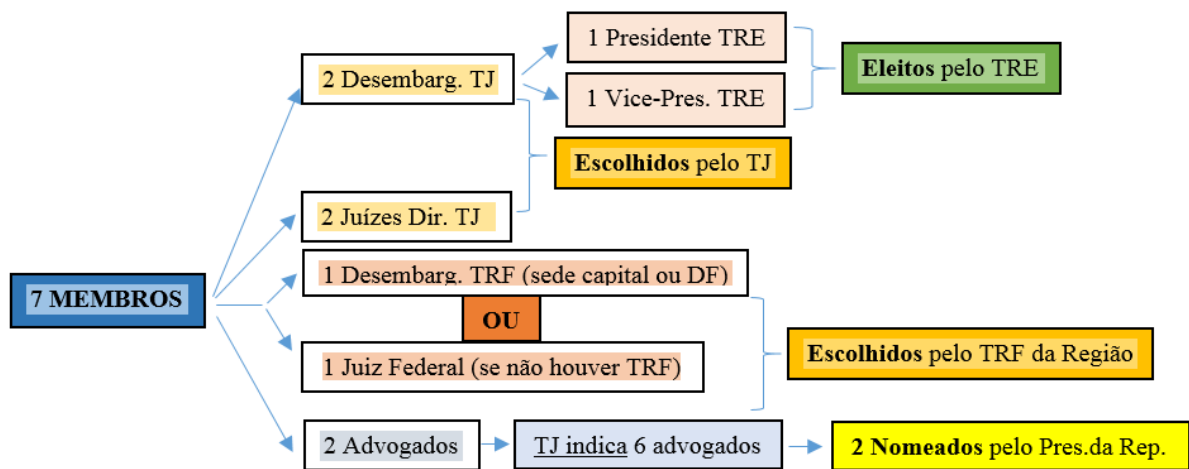 1 Presidente TRE
2 Desembarg. TJ
Eleitos pelo TRE
1 Vice-Pres. TRE
Escolhidos pelo TJ
2 Juízes Dir. TJ
1 Desembarg. TRF (sede capital ou DF)
7 MEMBROS
OU
Escolhidos pelo TRF da Região
1 Juiz Federal (se não houver TRF)
2 Advogados
TJ indica 6 advogados
2 Nomeados pelo Pres.da Rep.